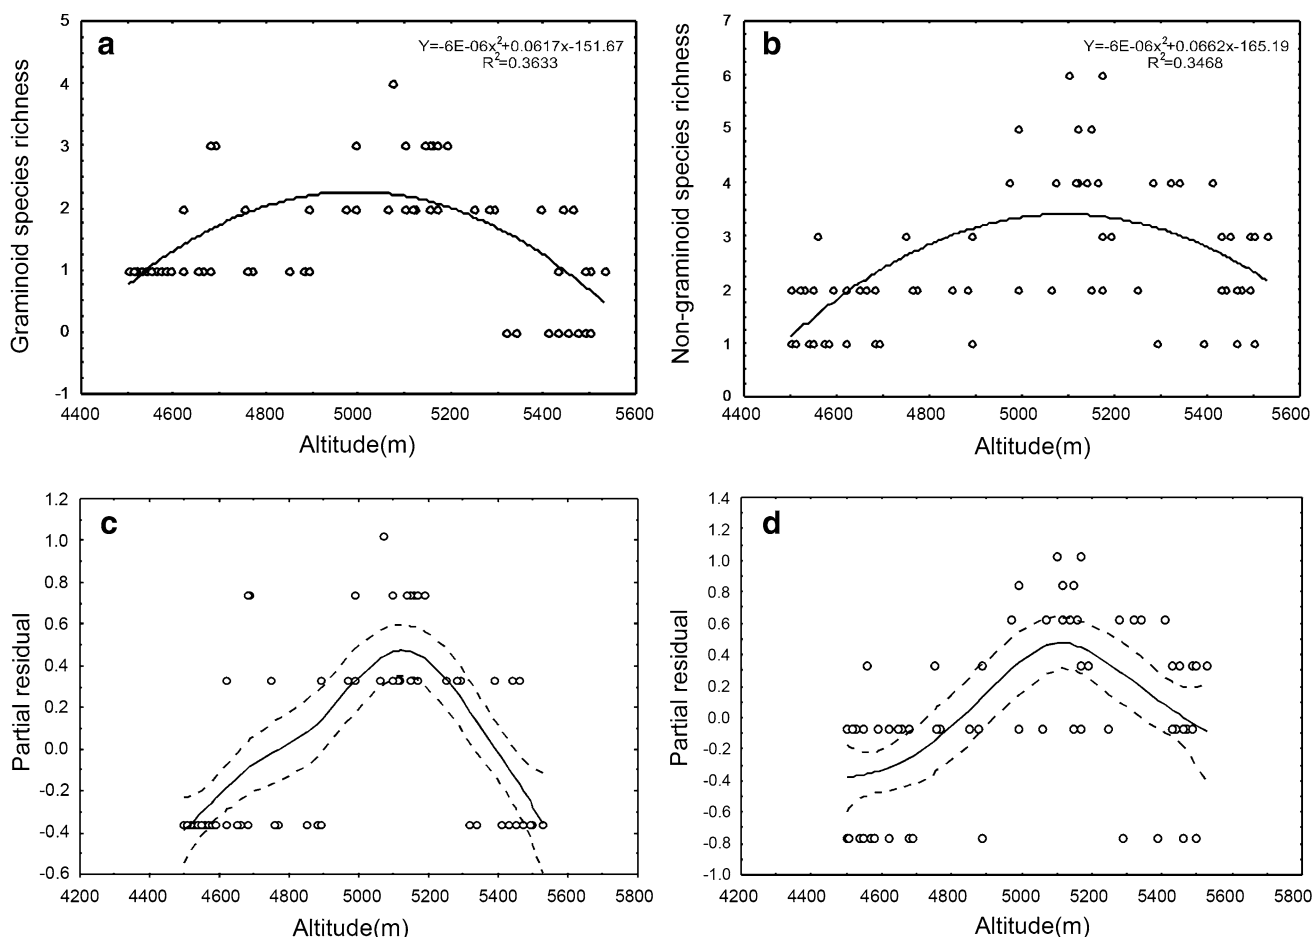 a
Y=-6E-06x²+0.0617x-151.67
R²=0.3633
Graminoid species richness
5
4
3
2
1
0
-1
4400 4600 4800 5000 5200 5400 5600
Altitude(m)
b
Y=-6E-06x²+0.0662x-165.19
R²=0.3468
Non-graminoid species richness
7
6
5
4
3
2
1
0
4400 4600 4800 5000 5200 5400 5600
Altitude(m)
c
Partial residual
1.2
1.0
0.8
0.6
0.4
0.2
0.0
-0.2
-0.4
-0.6
4200 4400 4600 4800 5000 5200 5400 5600 5800
Altitude(m)
d
Partial residual
1.4
1.2
1.0
0.8
0.6
0.4
0.2
0.0
-0.2
-0.4
-0.6
-0.8
-1.0
4200 4400 4600 4800 5000 5200 5400 5600 5800
Altitude(m)